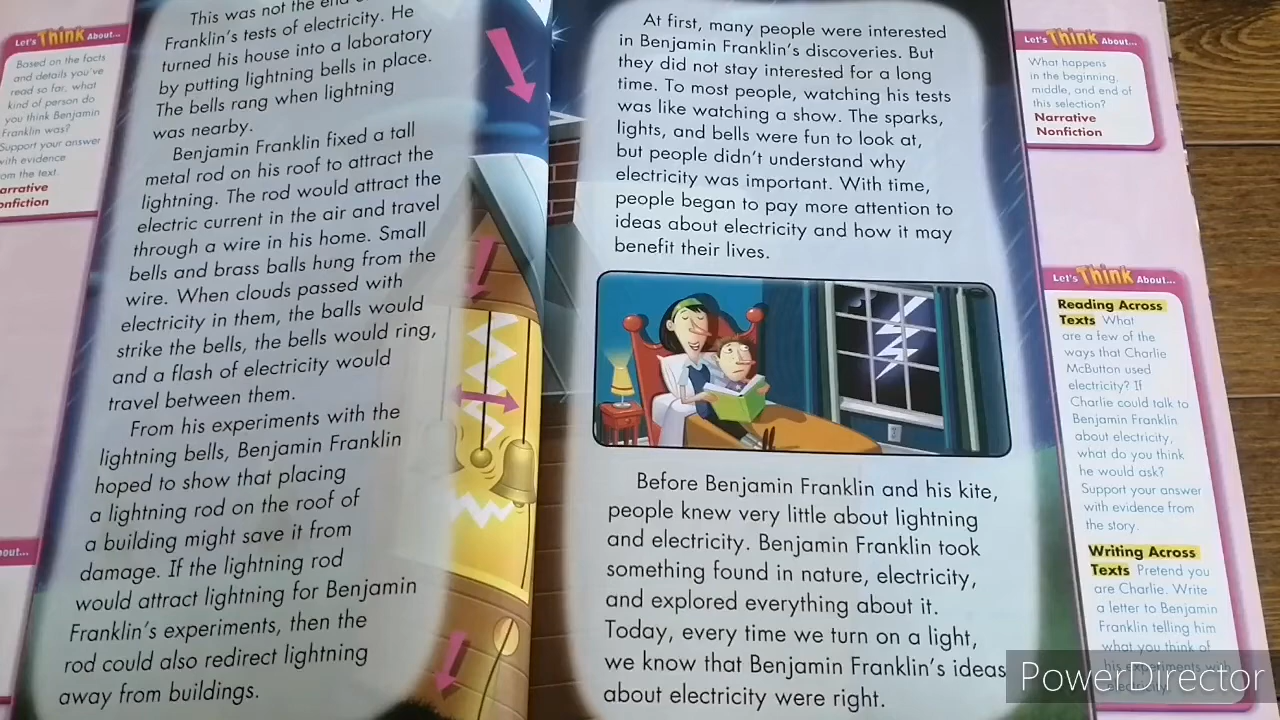 Let's Think About...
Based on the facts
and details you've
read so far, what
kind of person do
you think Benjamin
Franklin was?
Support your answer
with evidence
om the text.
arrative
onfiction
out...
This was not the end
Franklin's tests of electricity. He
turned his house into a laboratory
by putting lightning bells in place.
The bells rang when lightning
was nearby.
Benjamin Franklin fixed a tall
metal rod on his roof to attract the
lightning. The rod would attract the
electric current in the air and travel
through a wire in his home. Small
bells and brass balls hung from the
wire. When clouds passed with
electricity in them, the balls would
strike the bells, the bells would ring,
and a flash of electricity would
travel between them.
From his experiments with the
lightning bells, Benjamin Franklin
hoped to show that placing
a lightning rod on the roof of
a building might save it from
damage. If the lightning rod
would attract lightning for Benjamin
Franklin's experiments, then the
rod could also redirect lightning
away from buildings.
At first, many people were interested
in Benjamin Franklin's discoveries. But
they did not stay interested for a long
time. To most people, watching his tests
was like watching a show. The sparks,
lights, and bells were fun to look at,
but people didn't understand why
electricity was important. With time,
people began to pay more attention to
ideas about electricity and how it may
benefit their lives.
Before Benjamin Franklin and his kite,
people knew very little about lightning
and electricity. Benjamin Franklin took
something found in nature, electricity,
and explored everything about it.
Today, every time we turn on a light,
we know that Benjamin Franklin's ideas
about electricity were right.
Let's Think About...
What happens
in the beginning,
middle, and end of
this selection?
Narrative
Nonfiction
Let's Think About...
Reading Across
Texts What
are a few of the
ways that Charlie
McButton used
electricity? If
Charlie could talk to
Benjamin Franklin
about electricity,
what do you think
he would ask?
Support your answer
with evidence from
the story.
Writing Across
Texts Pretend you
are Charlie. Write
a letter to Benjamin
Franklin telling him
what you think of
his experiments with
electricity.
PowerDirector